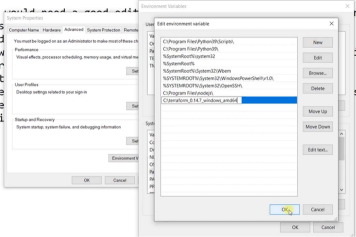 would need a good edit
System Properties
Computer Name Hardware Advanced System Protection Remote
You must be logged on as an Administrator to make most of these
Performance
Visual effects, processor scheduling, memory usage, and virtual
User Profiles
Desktop settings related to your sign-in
Startup and Recovery
System startup, system failure, and debugging information
OK Cancel
Environment Variables
Edit environment variable
C:\Program Files\Python39\Scripts\
C:\Program Files\Python39\
%SystemRoot%\system32
%SystemRoot%
%SystemRoot%\System32\Wbem
%SYSTEMROOT%\System32\WindowsPowerShell\v1.0\
%SYSTEMROOT%\System32\OpenSSH\
C:\Program Files\nodejs\
C:\terraform_0.14.7_windows_amd64
New
Edit
Browse...
Delete
Move Up
Move Down
Edit text...
OK Cancel
OK Cancel